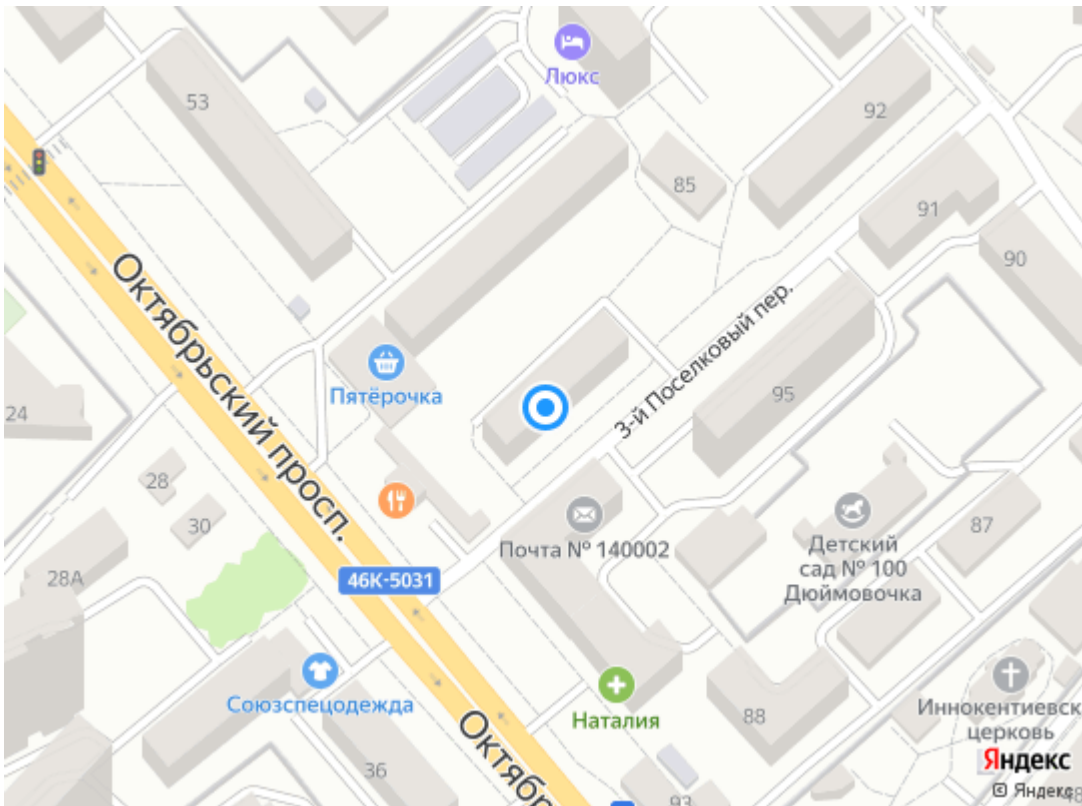 Люкс
53
92
85
91
90
Октябрьский просп.
3-й Поселковый пер.
Пятёрочка
95
24
28
30
Почта № 140002
Детский
сад № 100
Дюймовочка
87
28А
46К-5031
Союзспецодежда
Наталия
88
Иннокентиевск
церковь
Октябр
36
93
Яндекс
© Яндекс